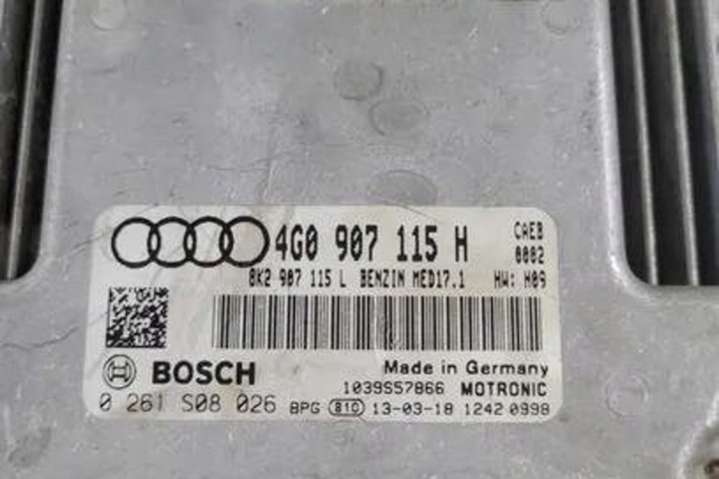 4G0 907 115 H CAEB
0002
8K2 907 115 L BENZIN MED17.1 HW: H09
BOSCH Made in Germany
1039S57866 MOTRONIC
0 261 S08 026 BPG 810 13-03-18 1242 0998